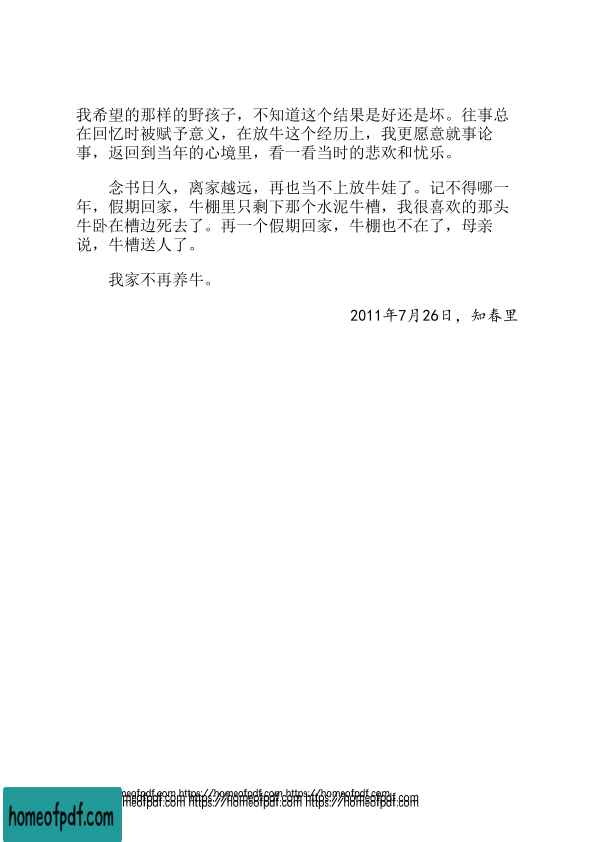 我希望的那样的野孩子，不知道这个结果是好还是坏。往事总
在回忆时被赋予意义，在放牛这个经历上，我更愿意就事论
事，返回到当年的心境里，看一看当时的悲欢和忧乐。
念书日久，离家越远，再也当不上放牛娃了。记不得哪一
年，假期回家，牛棚里只剩下那个水泥牛槽，我很喜欢的那头
牛卧在槽边死去了。再一个假期回家，牛棚也不在了，母亲
说，牛槽送人了。
我家不再养牛。
2011年7月26日，知春里
homeofpdf.com https://homeofpdf.com https://homeofpdf.com
homeofpdf.com https://homeofpdf.com https://homeofpdf.com
homeofpdf.com